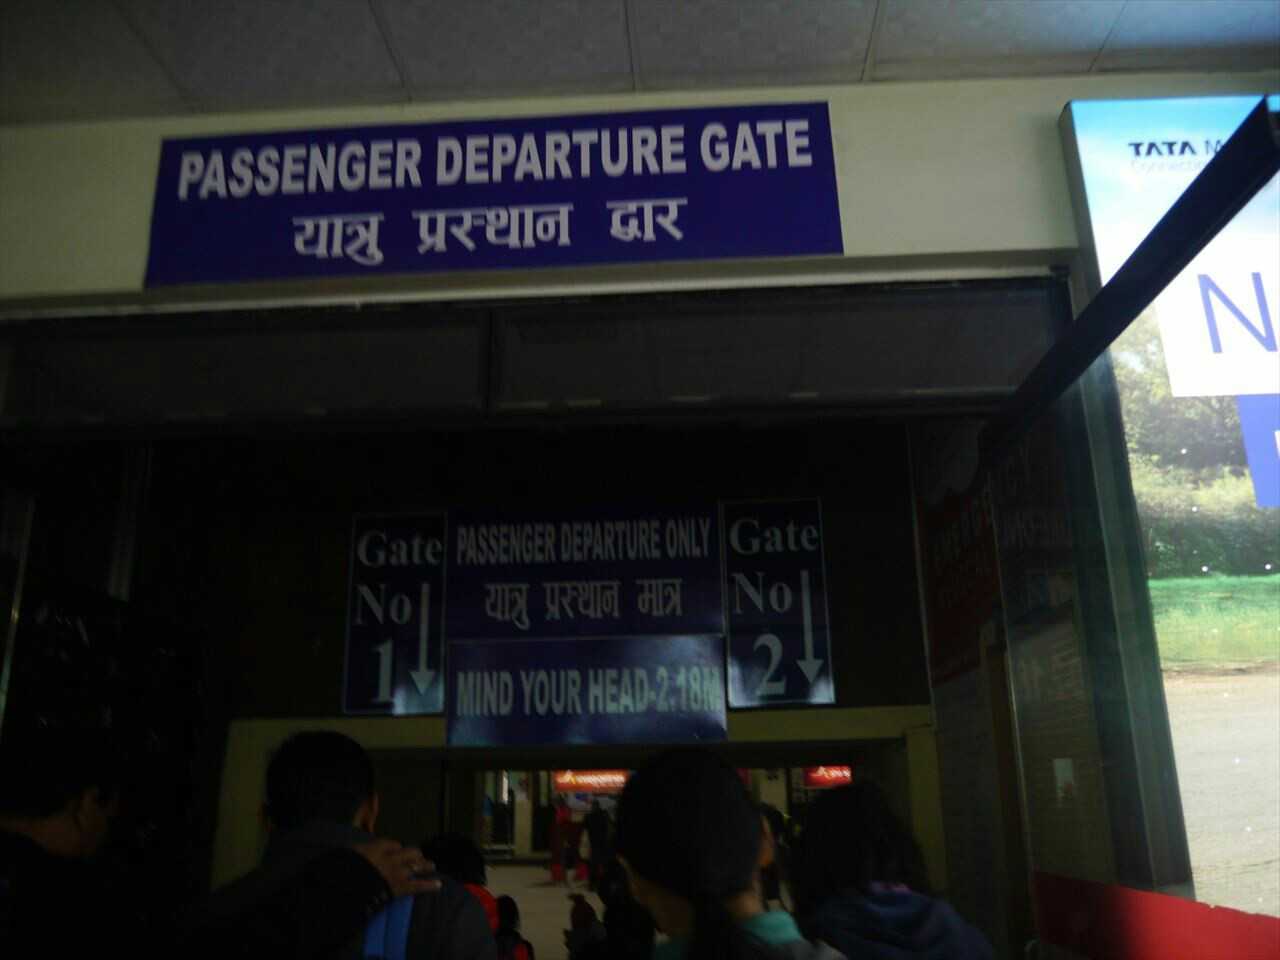 PASSENGER DEPARTURE GATE
यात्रु प्रस्थान द्वार
TATA
Gate
No
1
PASSENGER DEPARTURE ONLY
यात्रु प्रस्थान मात्र
MIND YOUR HEAD-2.18M
Gate
No
2